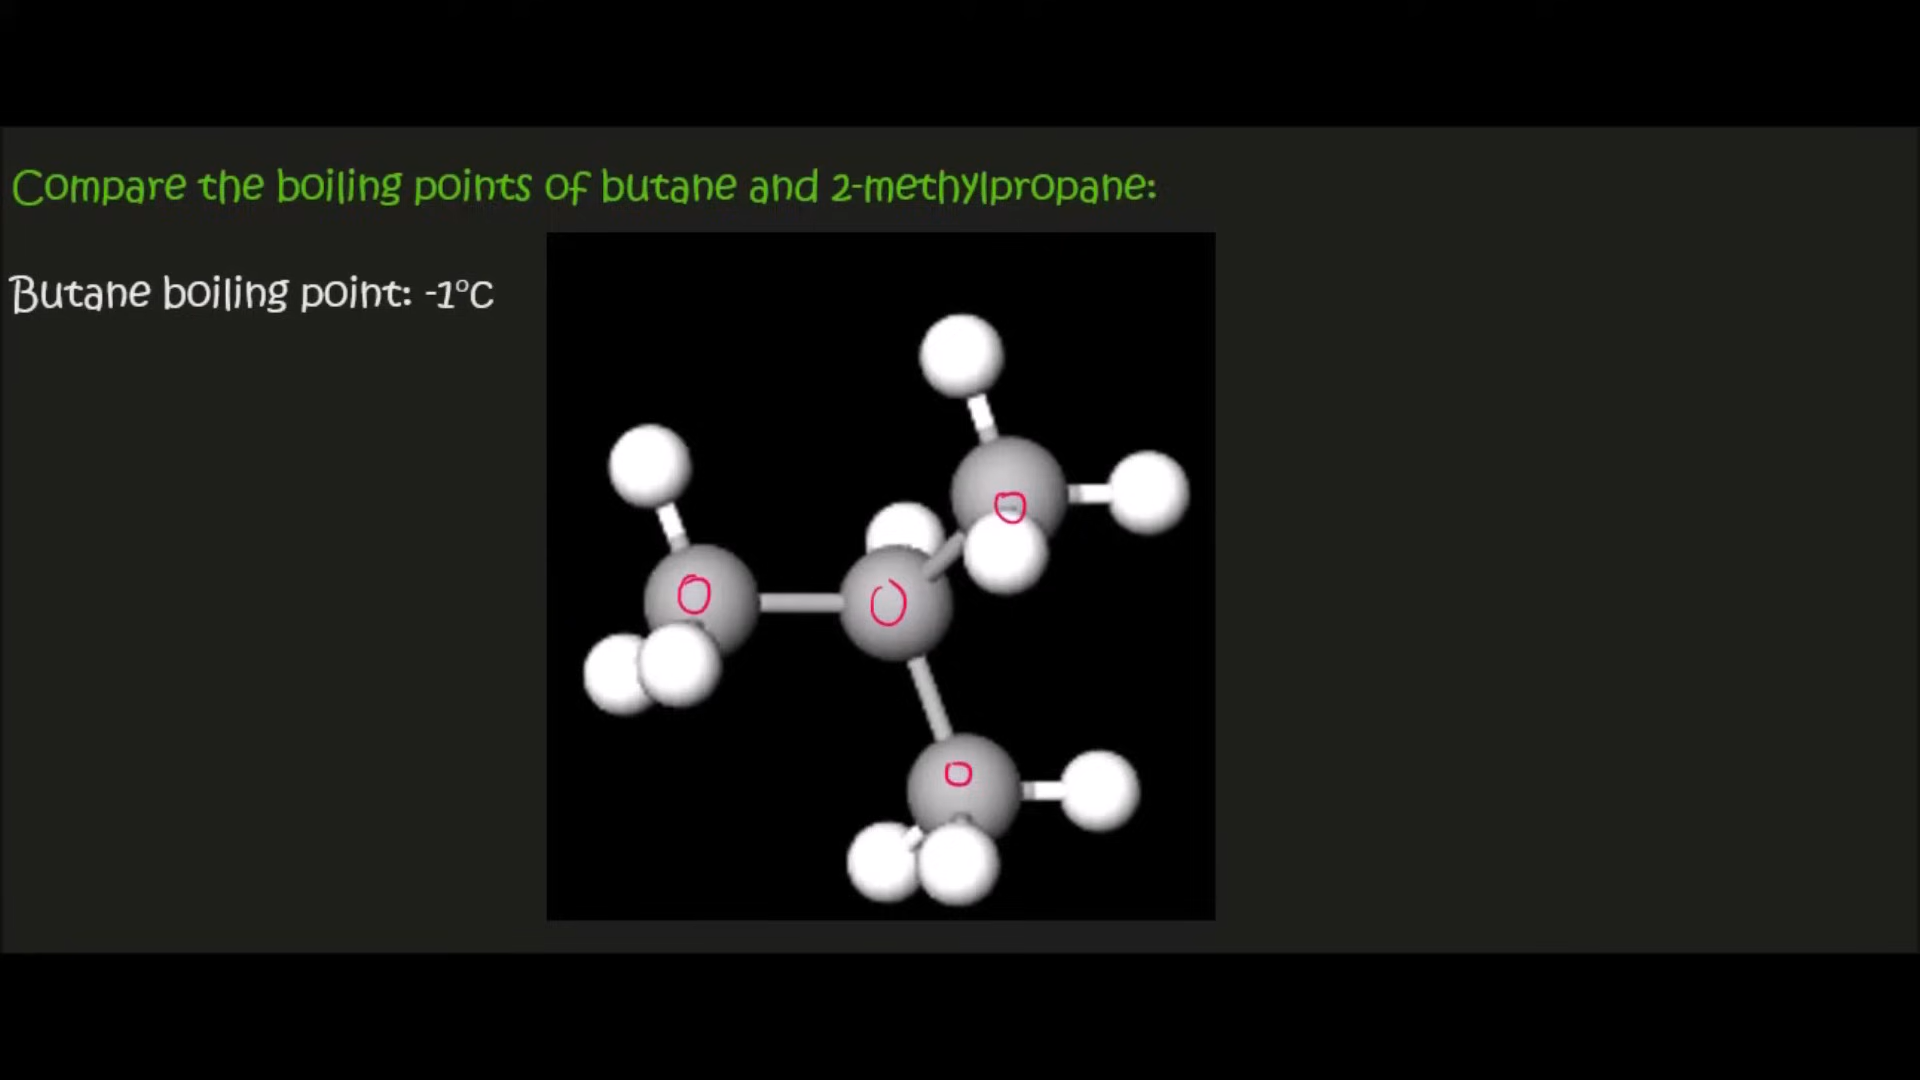 Compare the boiling points of butane and 2-methylpropane:
Butane boiling point: -1°C